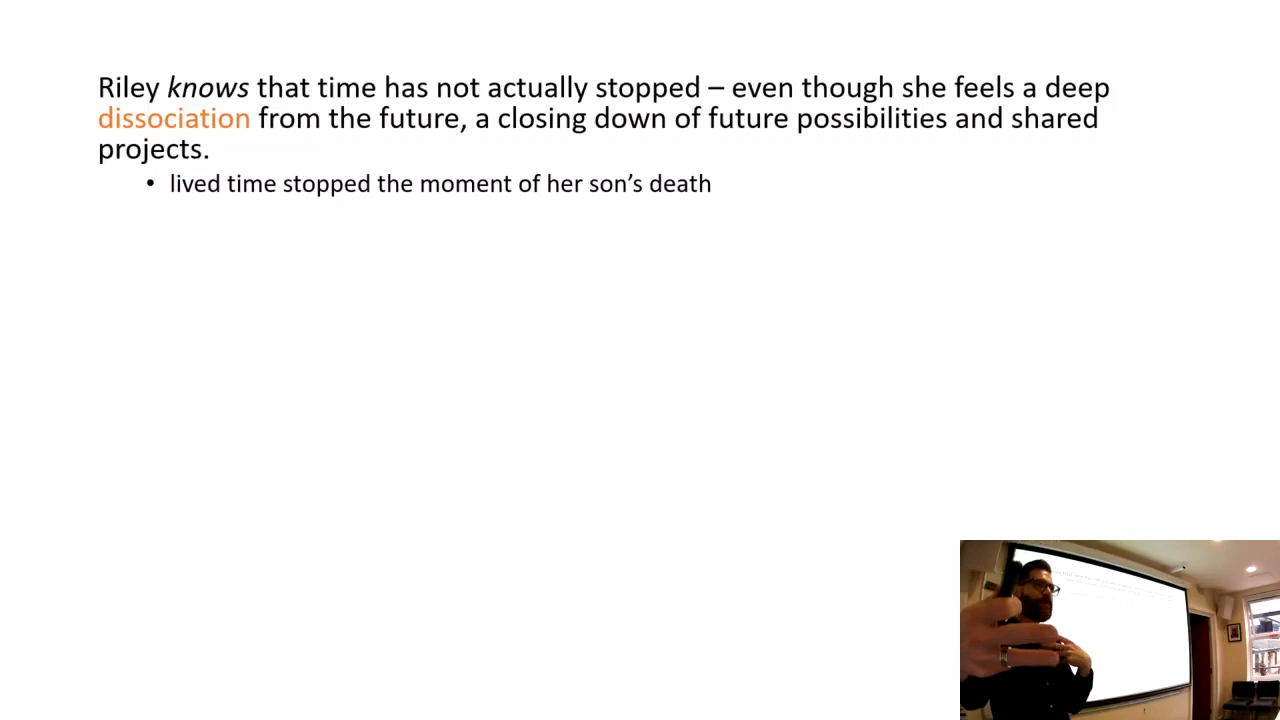 Riley knows that time has not actually stopped – even though she feels a deep
dissociation from the future, a closing down of future possibilities and shared
projects.
• lived time stopped the moment of her son’s death